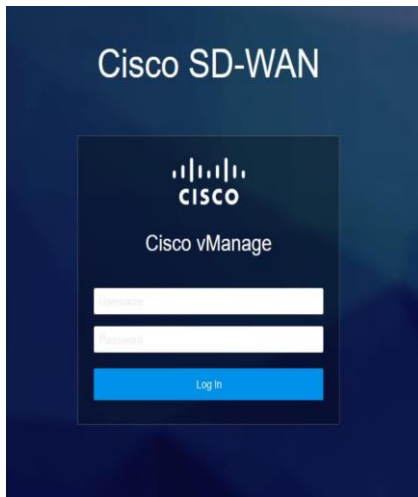 Cisco SD-WAN
CISCO
Cisco vManage
Username
Password
Log In